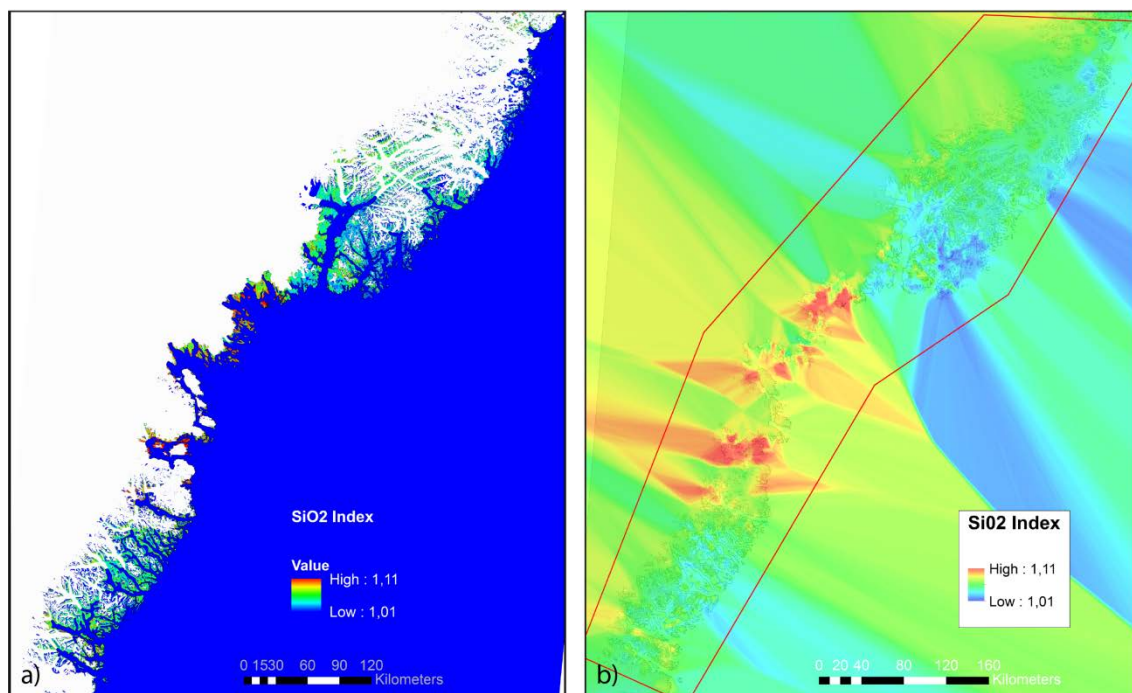 SiO2 Index
Value
High : 1,11
Low : 1,01
0 1530 60 90 120
Kilometers
a)
Si02 Index
High : 1,11
Low : 1,01
0 20 40 80 120 160
Kilometers
b)